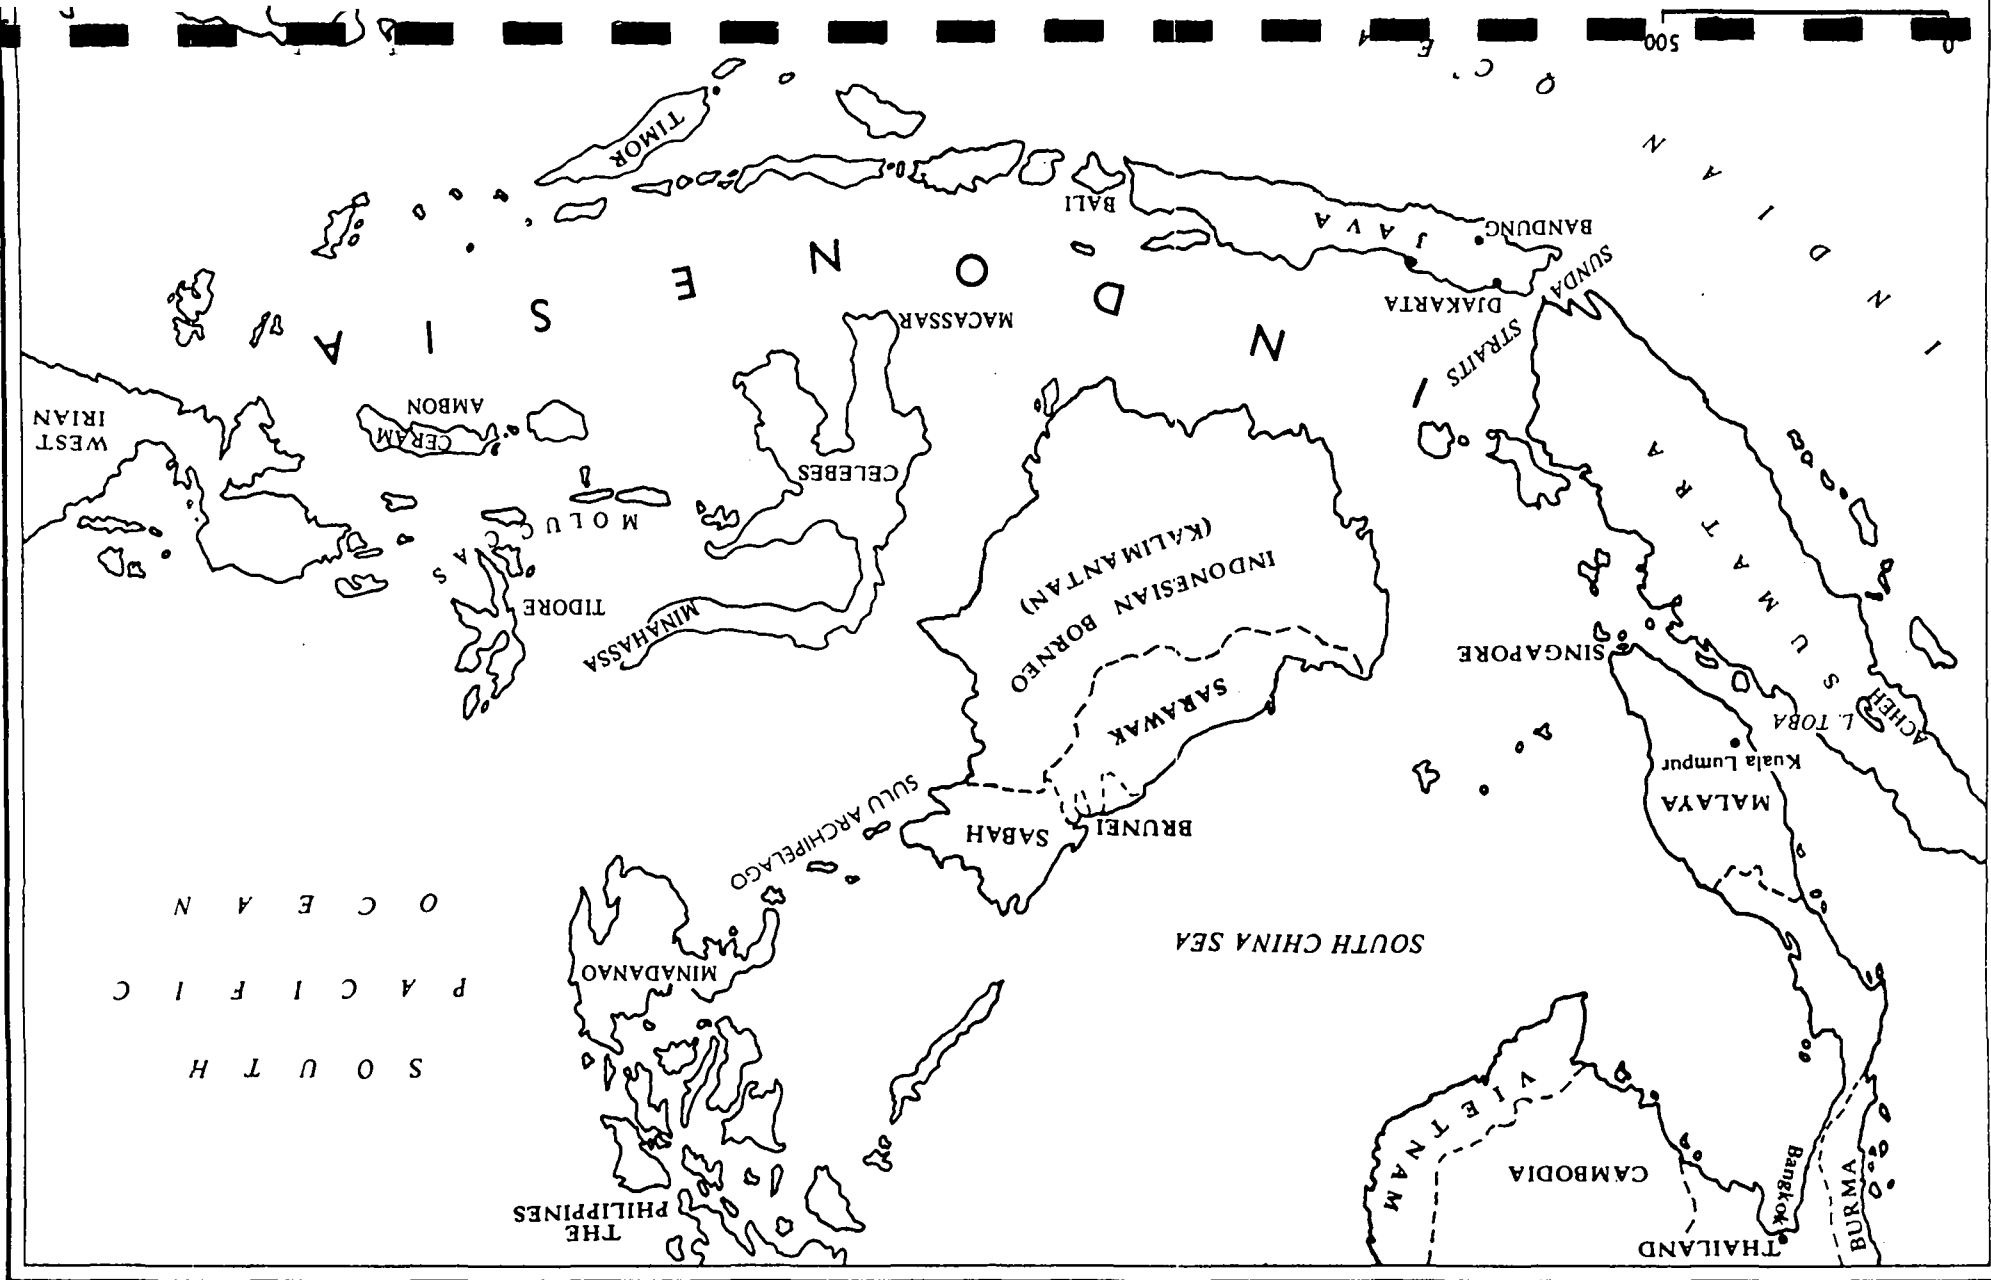 BURMA
THAILAND
Bangkok
CAMBODIA
VIETNAM
THE
PHILIPPINES
SOUTH
PACIFIC
OCEAN
SOUTH CHINA SEA
MINADANAO
SULU ARCHIPELAGO
MALAYA
Kuala Lumpur
BRUNEI
SABAH
SARAWAK
ACHEH
L. TOBA
SINGAPORE
SUMATRA
INDONESIAN BORNEO
(KALIMANTAN)
MINAHASSA
TIDORE
MOLUCCAS
CELEBES
CERAM
AMBON
WEST
IRIAN
INDONESIA
MACASSAR
SUNDA
STRAITS
DJAKARTA
BANDUNG
JAVA
BALI
TIMOR
INDIAN
0
500